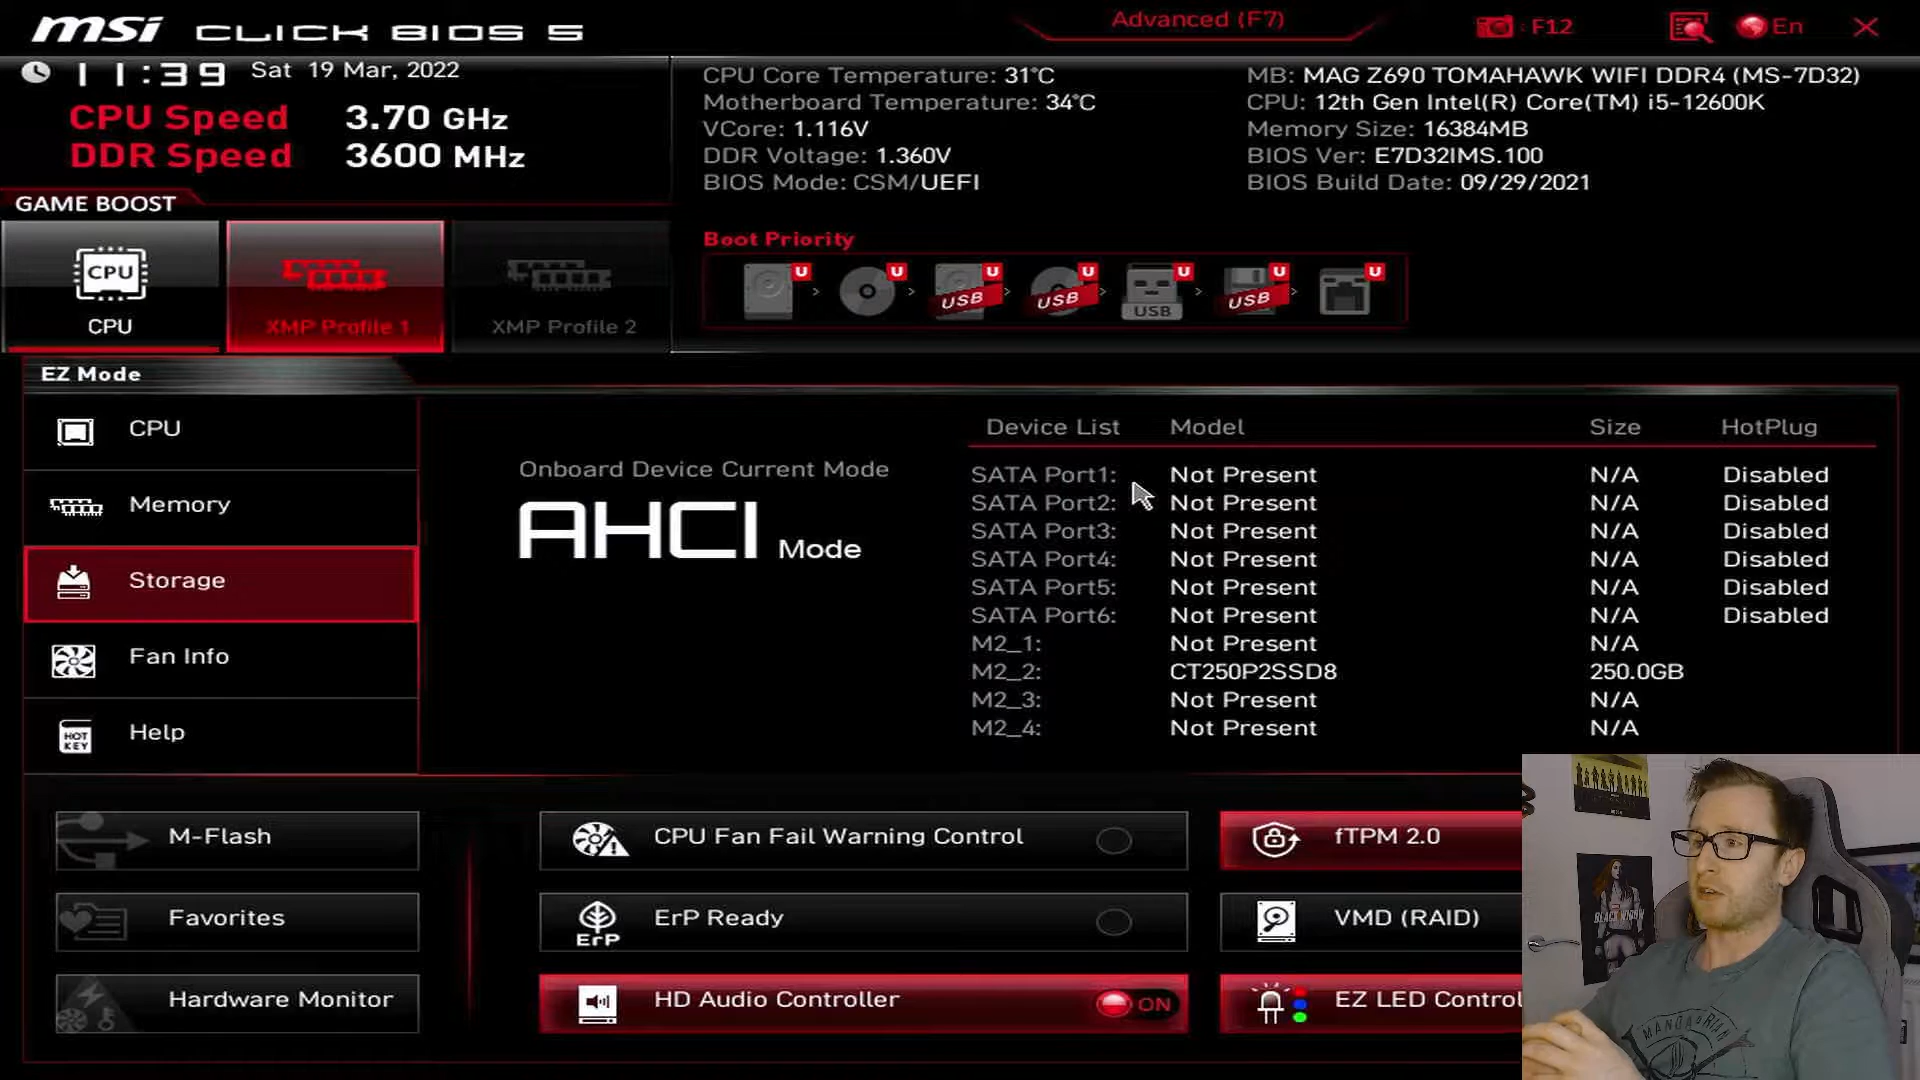 msi CLICK BIOS 5
Advanced (F7)
: F12
En
11:39 Sat 19 Mar, 2022
CPU Speed 3.70 GHz
DDR Speed 3600 MHz
CPU Core Temperature: 31°C
Motherboard Temperature: 34°C
VCore: 1.116V
DDR Voltage: 1.360V
BIOS Mode: CSM/UEFI
MB: MAG Z690 TOMAHAWK WIFI DDR4 (MS-7D32)
CPU: 12th Gen Intel(R) Core(TM) i5-12600K
Memory Size: 16384MB
BIOS Ver: E7D32IMS.100
BIOS Build Date: 09/29/2021
GAME BOOST
CPU
CPU
XMP Profile 1
XMP Profile 2
Boot Priority
U U U U U U U
USB USB USB USB
EZ Mode
CPU
Memory
Storage
Fan Info
HOT KEY
Help
Onboard Device Current Mode
AHCI Mode
Device List Model Size HotPlug
SATA Port1: Not Present N/A Disabled
SATA Port2: Not Present N/A Disabled
SATA Port3: Not Present N/A Disabled
SATA Port4: Not Present N/A Disabled
SATA Port5: Not Present N/A Disabled
SATA Port6: Not Present N/A Disabled
M2_1: Not Present N/A
M2_2: CT250P2SSD8 250.0GB
M2_3: Not Present N/A
M2_4: Not Present N/A
M-Flash
Favorites
Hardware Monitor
CPU Fan Fail Warning Control
ErP
ErP Ready
HD Audio Controller ON
fTPM 2.0
VMD (RAID)
EZ LED Control
BLACK WIDOW
MANDALORIAN